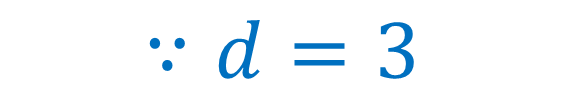 ∵ d = 3